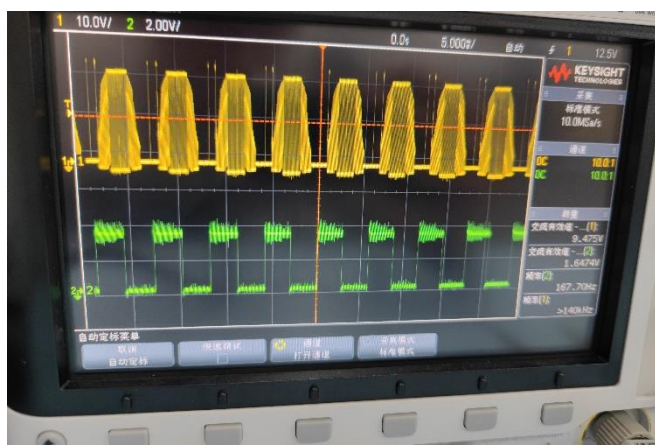 1 10.0V/ 2 2.00V/ 0.0s 5.000%/ 自动 1 12.5V
KEYSIGHT
TECHNOLOGIES
采集
标准模式
10.0MSa/s
通道
DC 10.0:1
DC 10.0:1
测量
交流有效值 - ...(1):
9.475V
交流有效值 - ...(2):
1.6474V
频率(2):
167.70Hz
频率(1):
>140kHz
自动定标菜单
取消
自动定标
快速调试
通道
打开通道
采集模式
标准模式